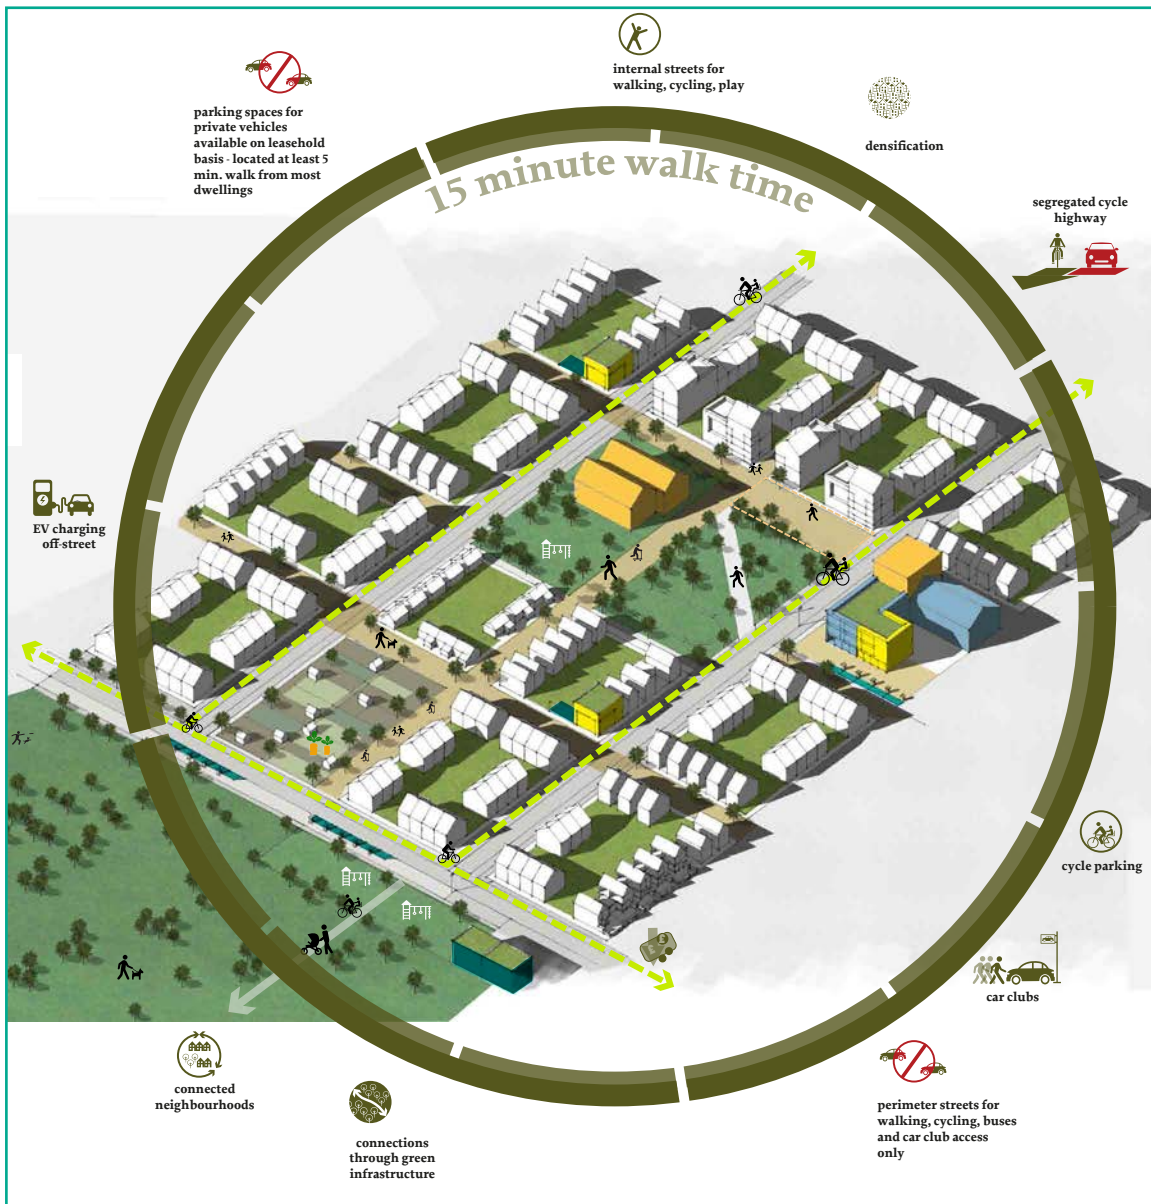 internal streets for
walking, cycling, play
parking spaces for
private vehicles
available on leasehold
basis - located at least 5
min. walk from most
dwellings
densification
15 minute walk time
segregated cycle
highway
EV charging
off-street
cycle parking
car clubs
connected
neighbourhoods
perimeter streets for
walking, cycling, buses
and car club access
only
connections
through green
infrastructure